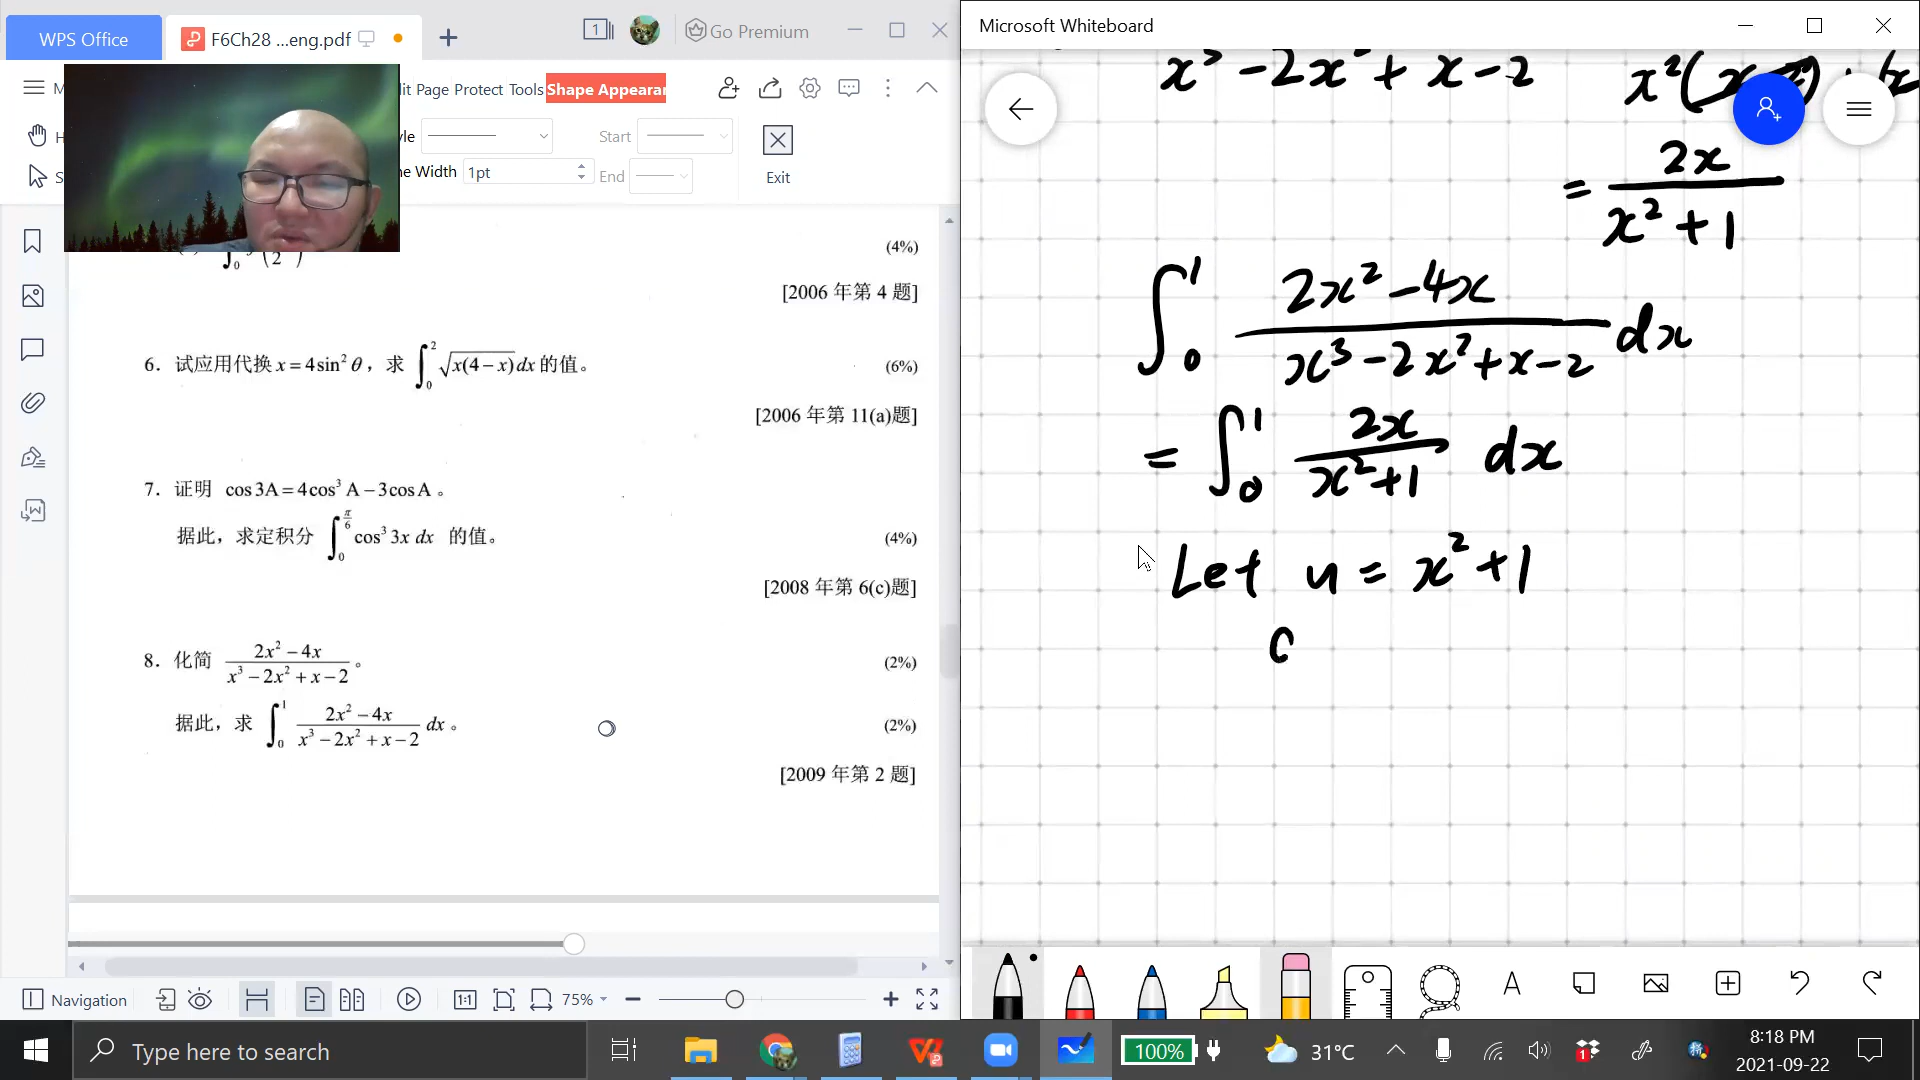 WPS Office
F6Ch28 ...eng.pdf
1
Go Premium
Microsoft Whiteboard
it Page Protect Tools Shape Appearar
Start
Width 1pt
End
Exit
(4%)
[2006 年第 4 题]
6. 试应用代换 x = 4sin² θ，求 ∫₀² √x(4−x) dx 的值。 (6%)
[2006 年第 11(a)题]
7. 证明 cos3A = 4cos³ A − 3cos A 。
据此，求定积分 ∫₀^(π/6) cos³ 3x dx 的值。 (4%)
[2008 年第 6(c)题]
8. 化简 (2x² − 4x)/(x³ − 2x² + x − 2) 。 (2%)
据此，求 ∫₀¹ (2x² − 4x)/(x³ − 2x² + x − 2) dx 。 (2%)
[2009 年第 2 题]
x³ − 2x² + x − 2
= 2x/(x² + 1)
∫₀¹ (2x² − 4x)/(x³ − 2x² + x − 2) dx
= ∫₀¹ 2x/(x² + 1) dx
Let u = x² + 1
Navigation
1:1
75%
Type here to search
100%
31°C
1
8:18 PM
2021-09-22